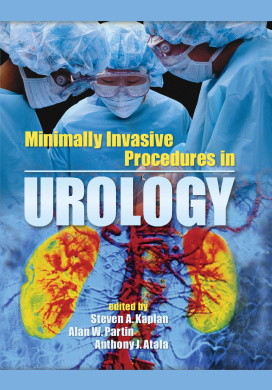 Minimally Invasive
Procedures in
UROLOGY
edited by
Steven A. Kaplan
Alan W. Partin
Anthony J. Atala